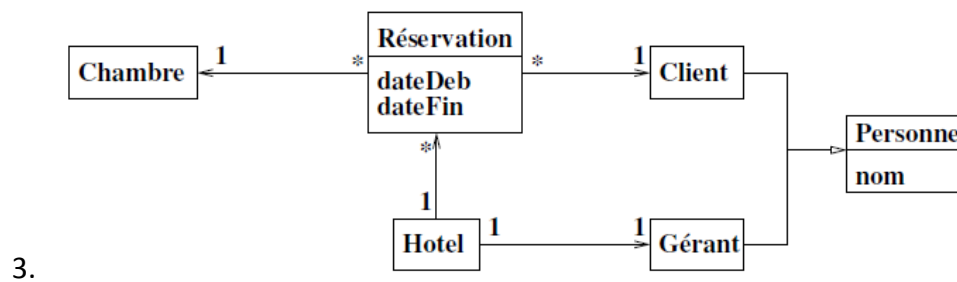 Réservation
1
*
*
1
Chambre
Client
dateDeb
dateFin
Personne
*
nom
1
1
1
Hotel
Gérant
3.